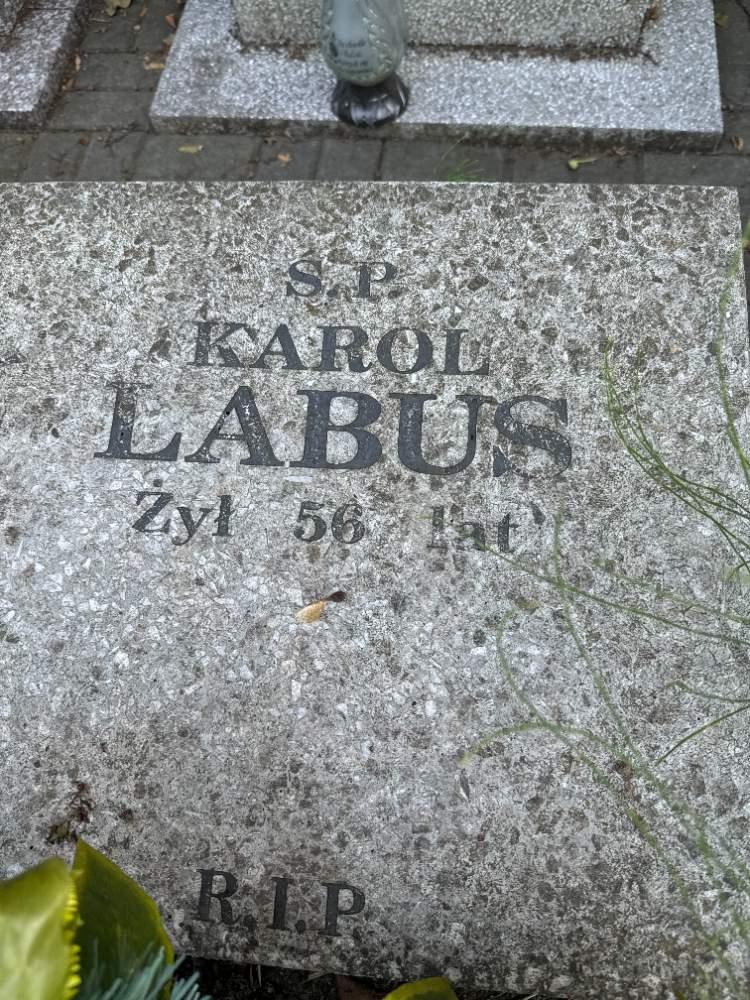 Ś.P.
KAROL
LABUS
Żył 56 lat
R.I.P